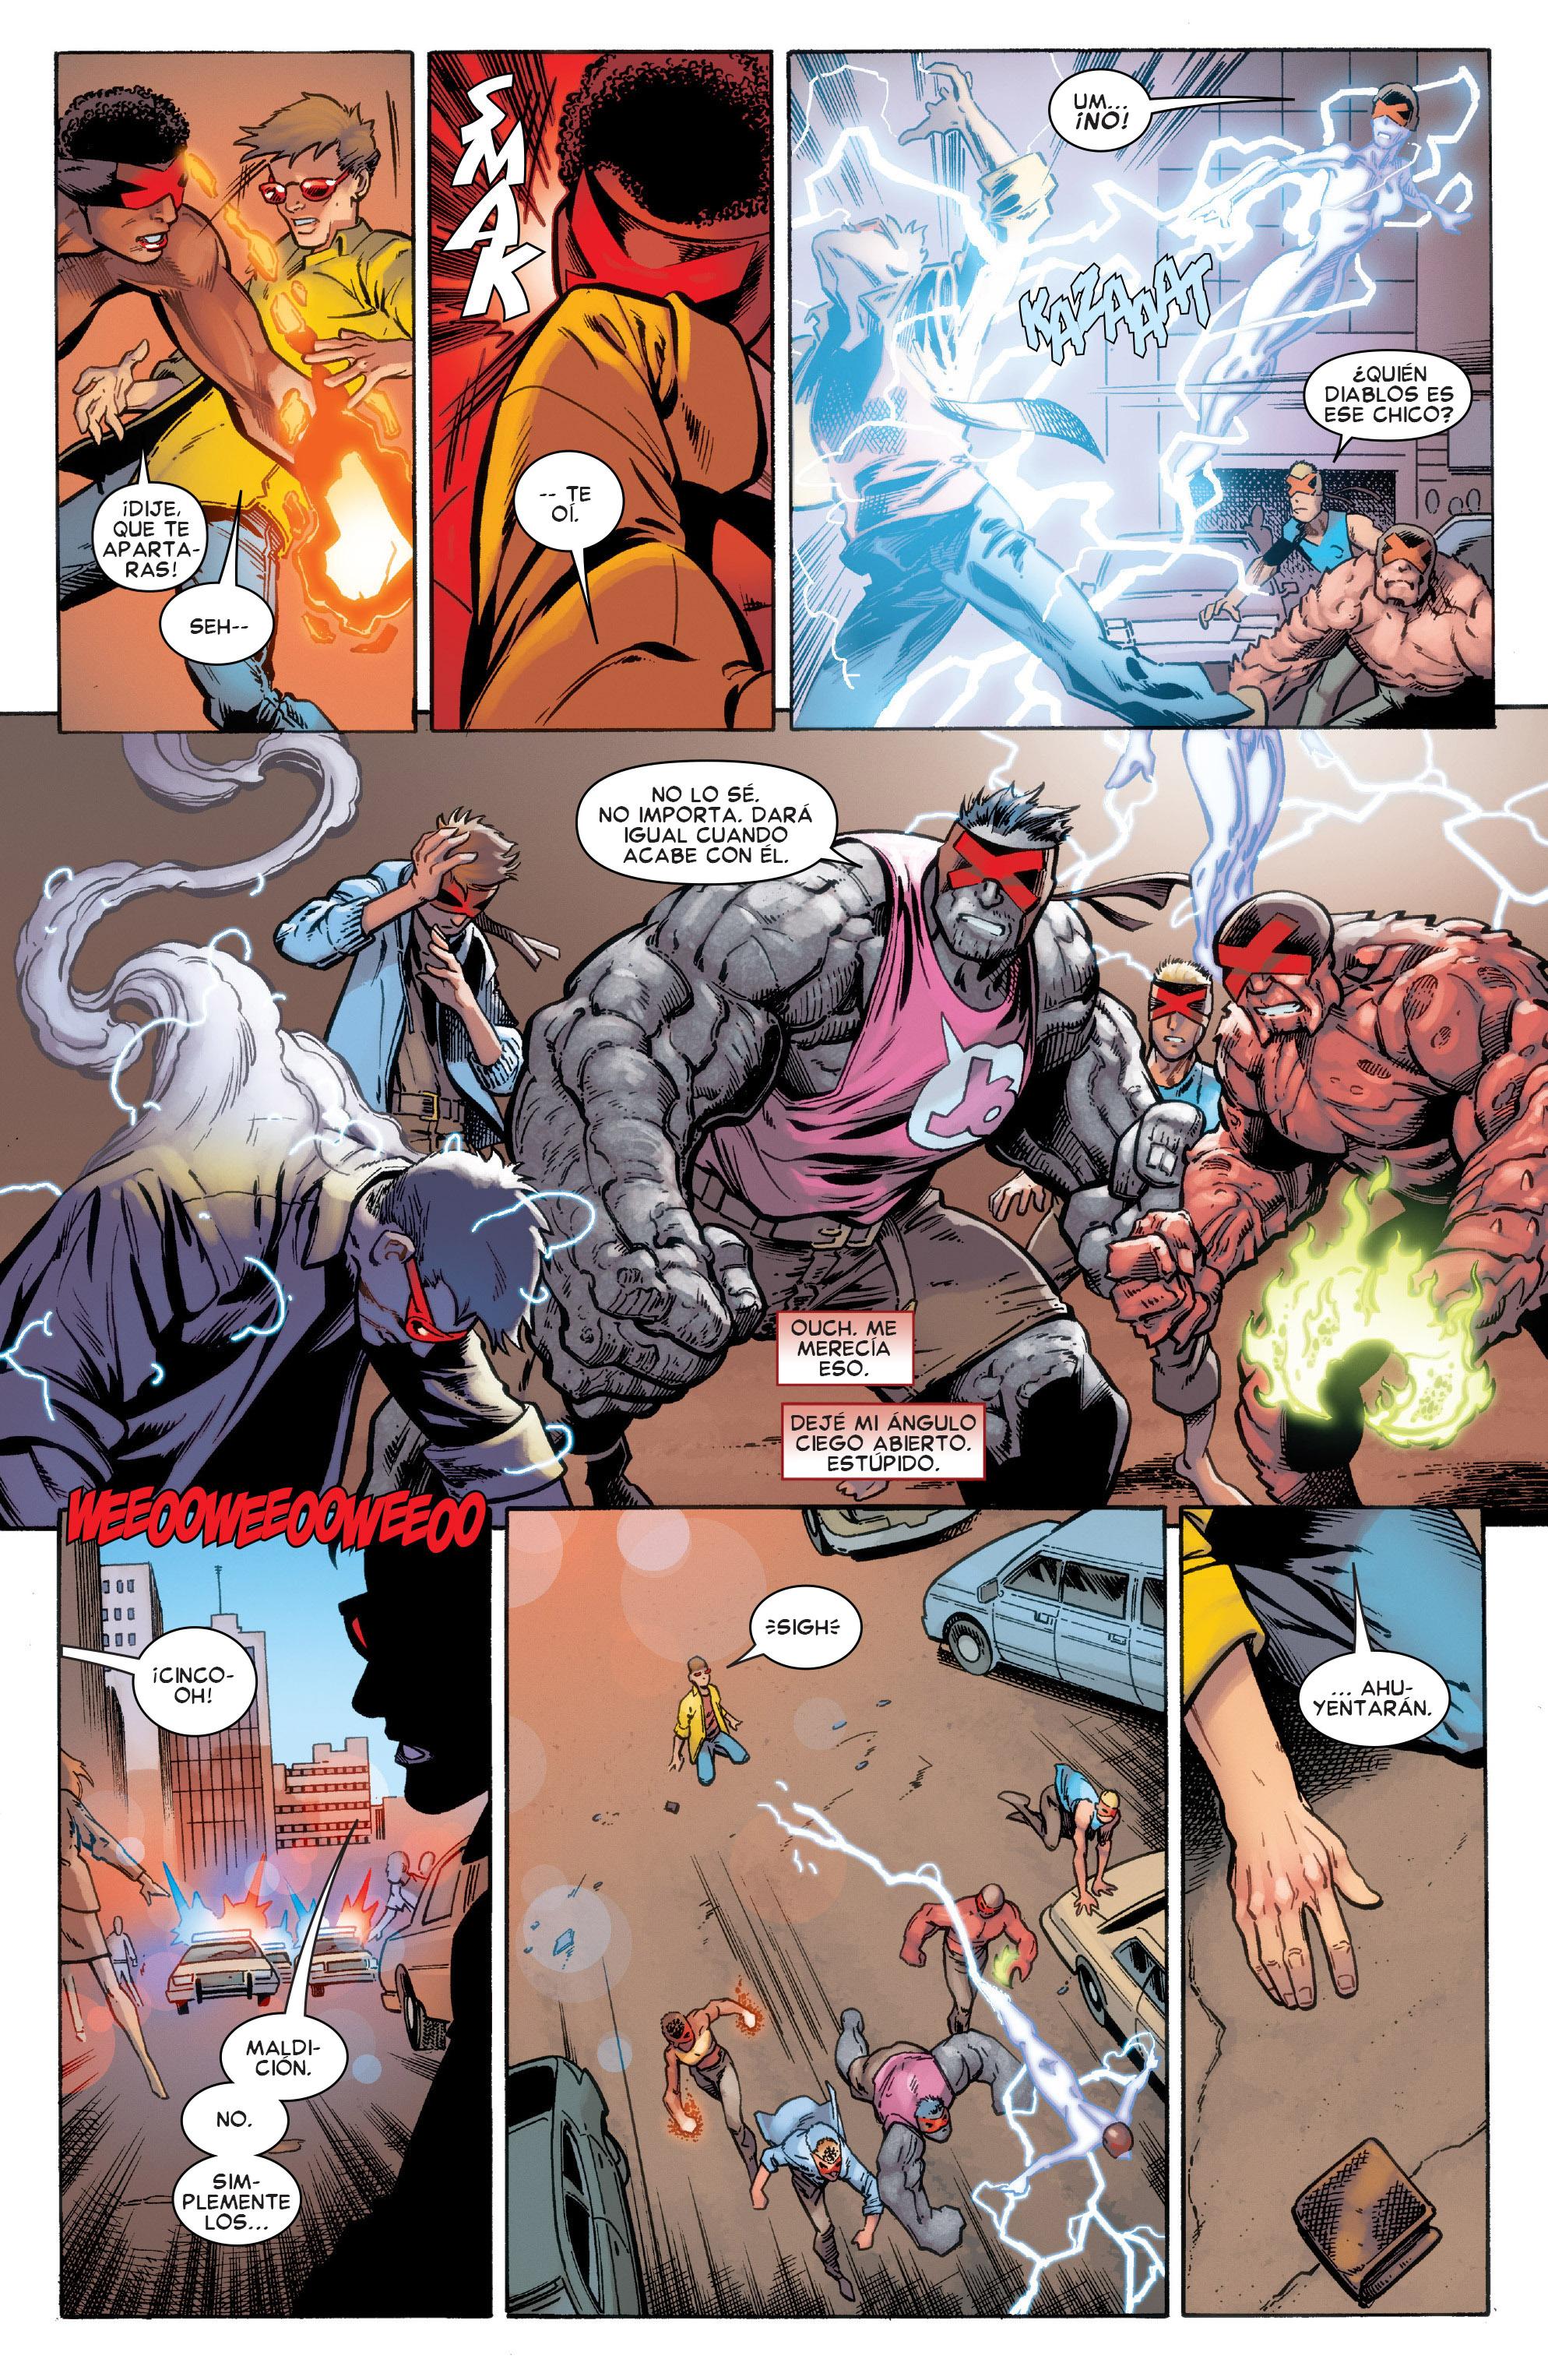 ¡DIJE,
QUE TE
APARTA-
RAS!
SEH--
SMAK
-- TE
OÍ.
UM...
¡NO!
KAZAAAT
¿QUIÉN
DIABLOS ES
ESE CHICO?
NO LO SÉ.
NO IMPORTA. DARÁ
IGUAL CUANDO
ACABE CON ÉL.
OUCH. ME
MERECÍA
ESO.
DEJÉ MI ÁNGULO
CIEGO ABIERTO.
ESTÚPIDO.
WEEOOWEEOOWEEOO
¡CINCO-
OH!
MALDI-
CIÓN.
NO.
SIM-
PLEMENTE
LOS...
SIGH
... AHU-
YENTARÁN.